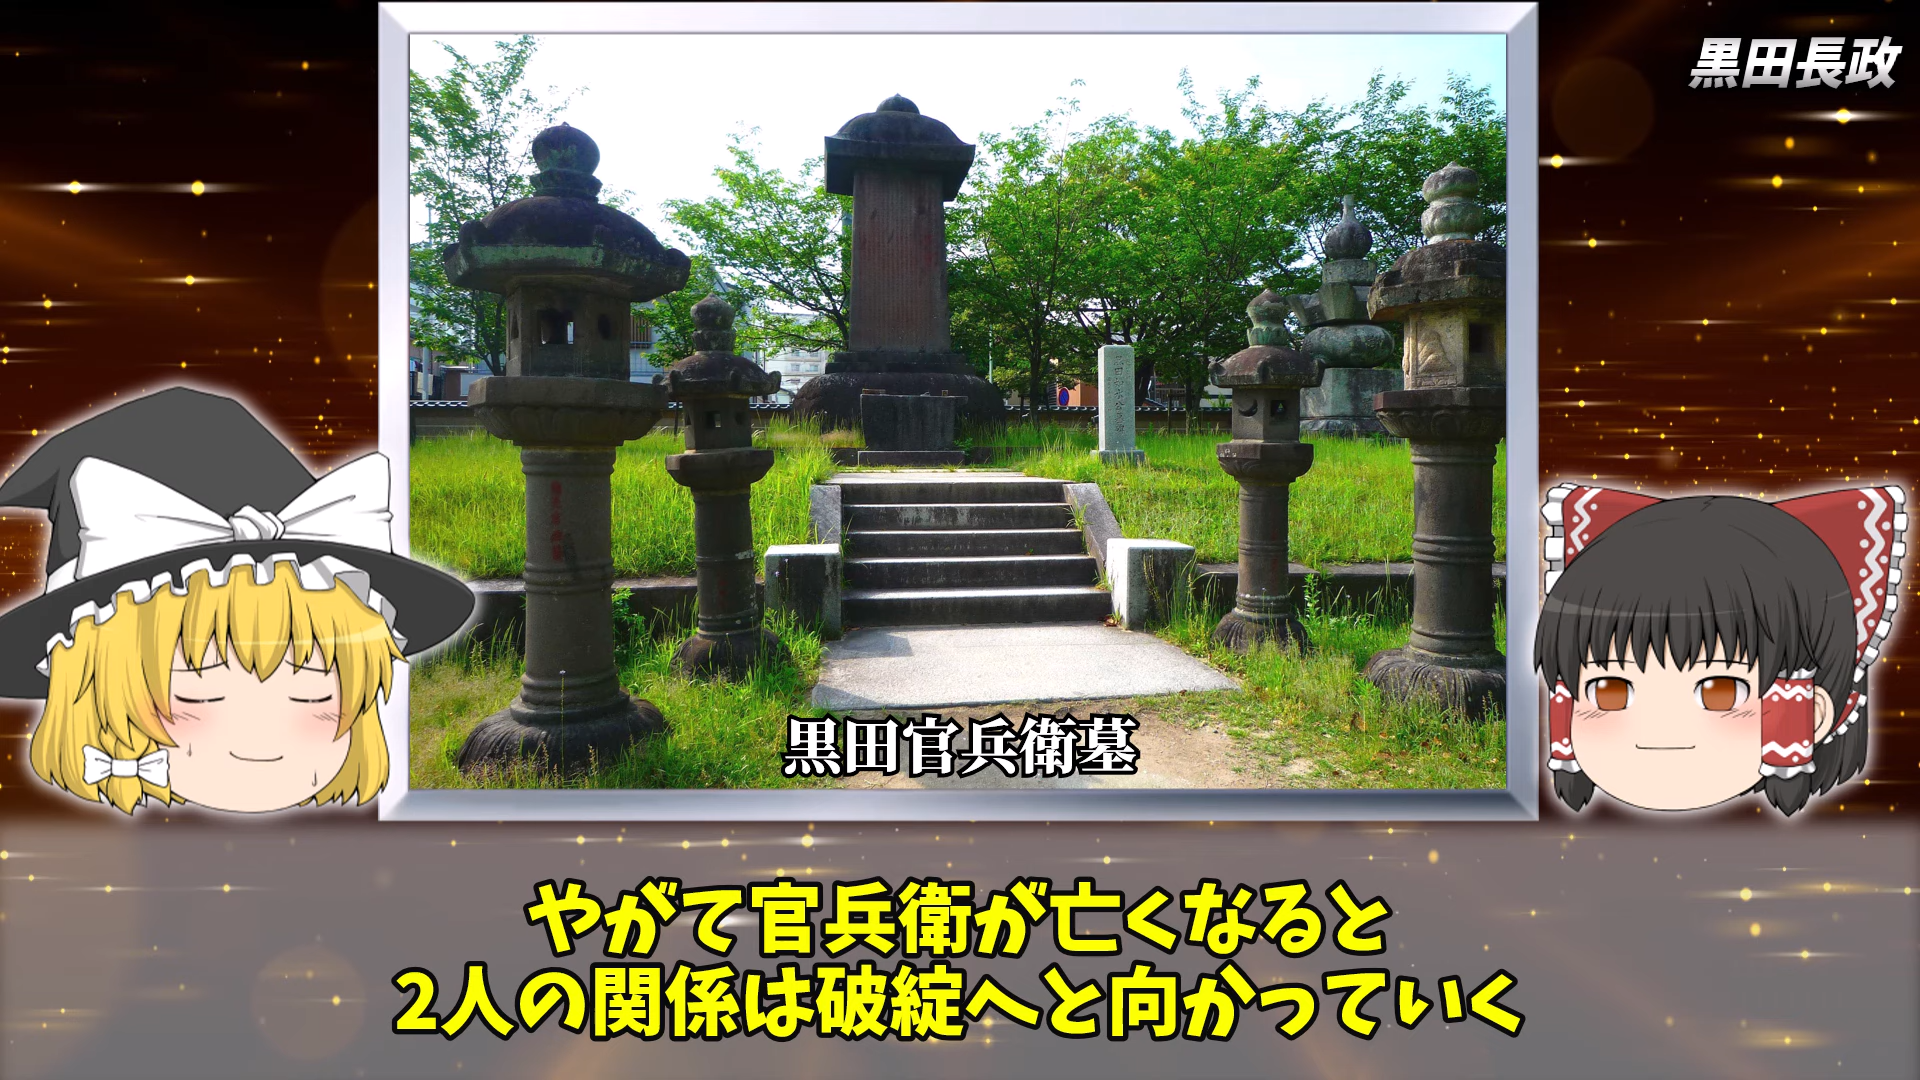 黒田長政
黒田官兵衛墓
やがて官兵衛が亡くなると
2人の関係は破綻へと向かっていく